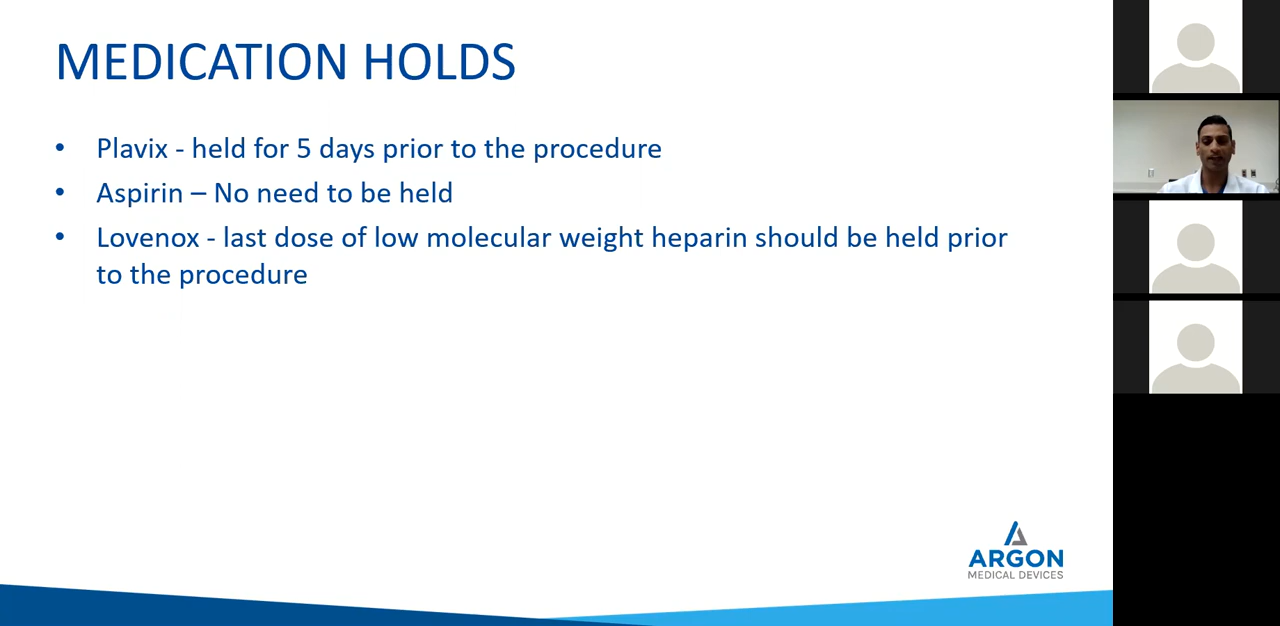 MEDICATION HOLDS
• Plavix - held for 5 days prior to the procedure
• Aspirin – No need to be held
• Lovenox - last dose of low molecular weight heparin should be held prior
to the procedure
ARGON
MEDICAL DEVICES